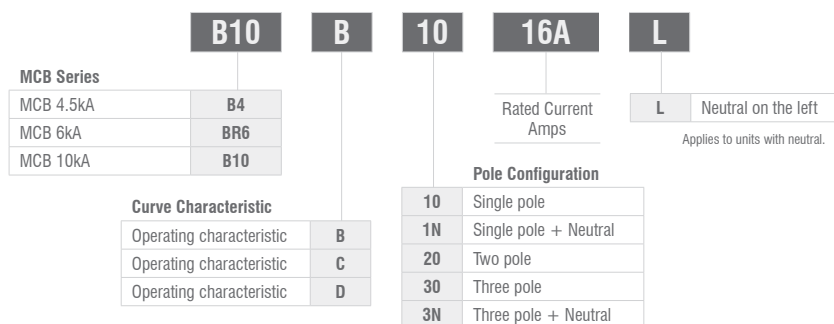 B10 B 10 16A L
MCB Series
MCB 4.5kA B4
MCB 6kA BR6
MCB 10kA B10
Rated Current
Amps
L Neutral on the left
Applies to units with neutral.
Curve Characteristic
Operating characteristic B
Operating characteristic C
Operating characteristic D
Pole Configuration
10 Single pole
1N Single pole + Neutral
20 Two pole
30 Three pole
3N Three pole + Neutral